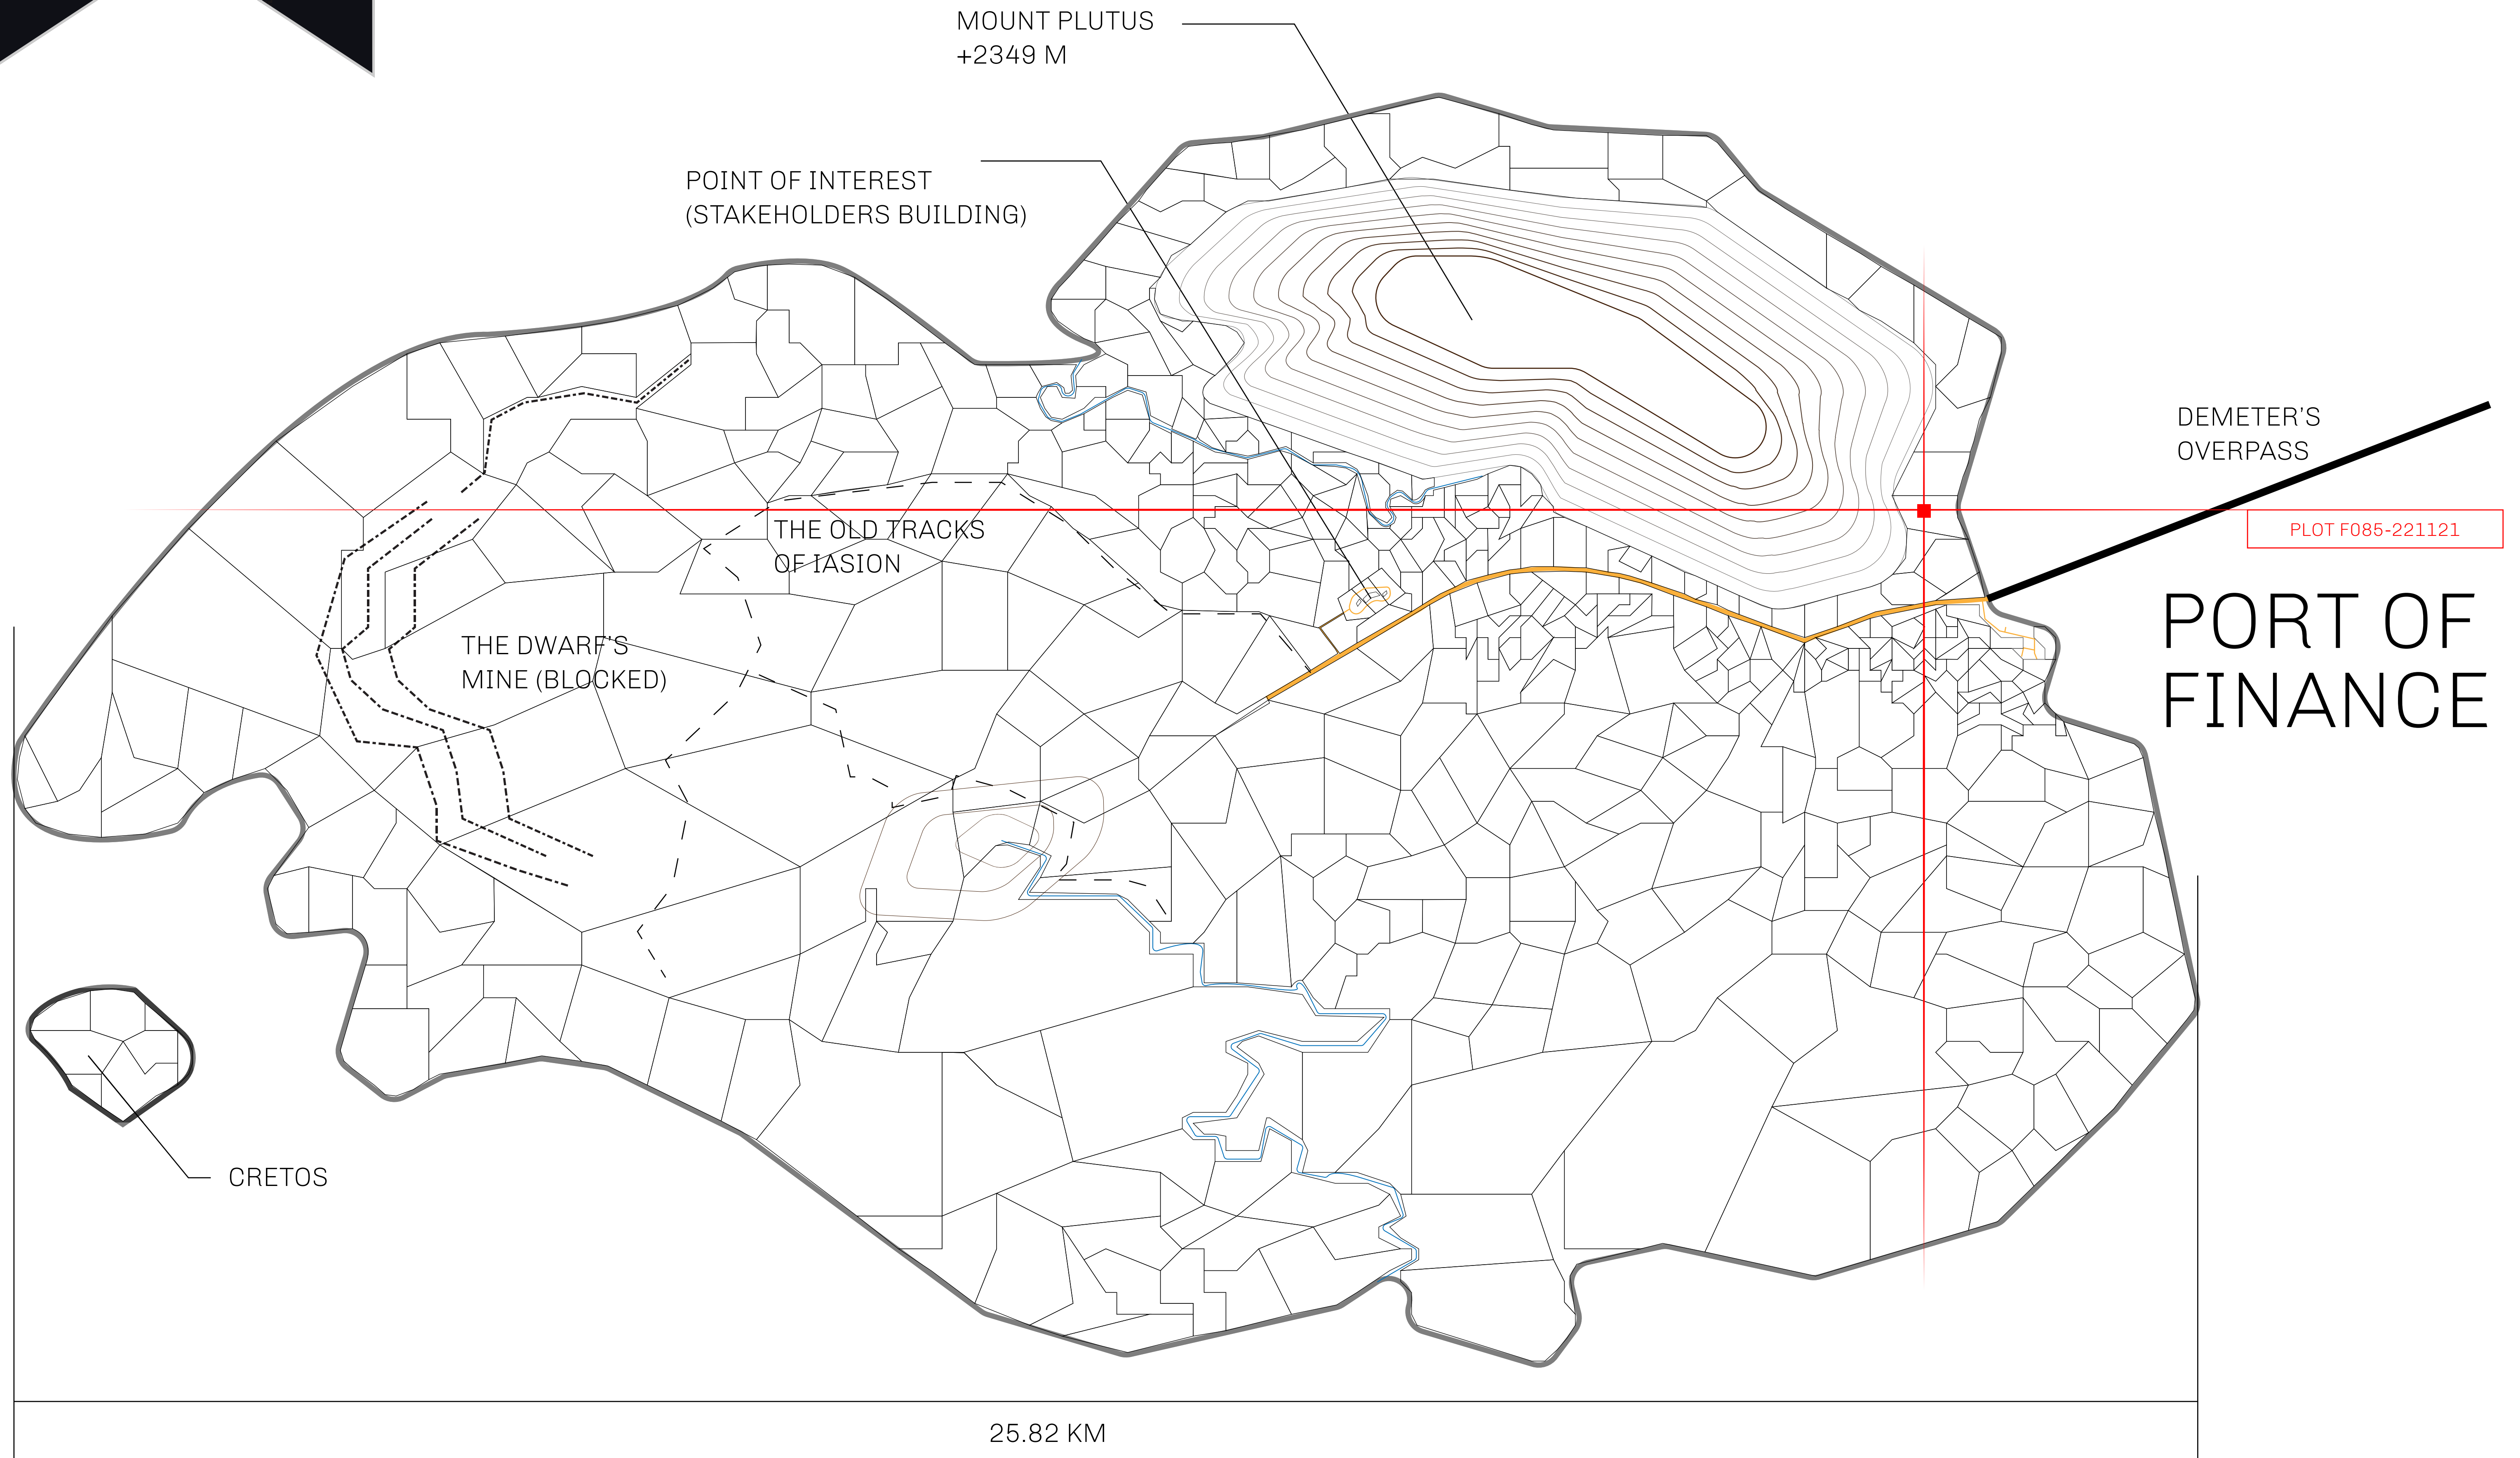 MOUNT PLUTUS
+2349 M
POINT OF INTEREST
(STAKEHOLDERS BUILDING)
DEMETER'S
OVERPASS
THE OLD TRACKS
OF IASION
PLOT F085-221121
PORT OF
FINANCE
THE DWARF'S
MINE (BLOCKED)
CRETOS
25.82 KM